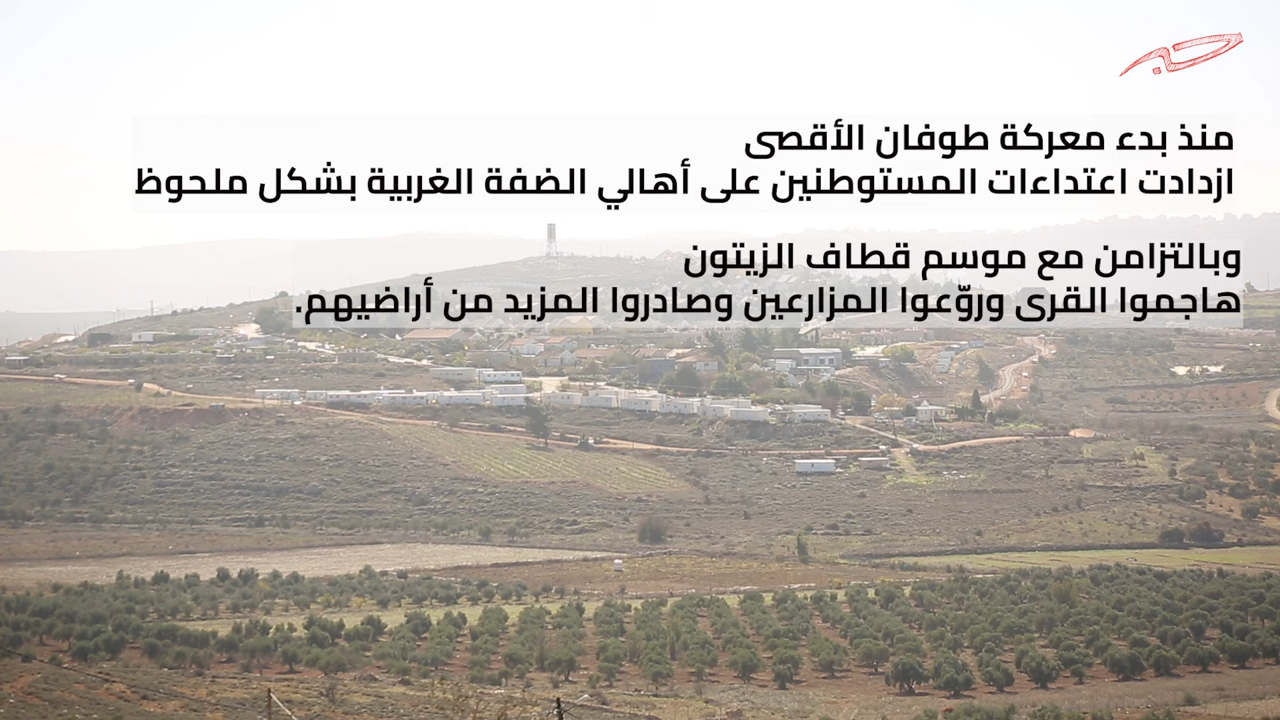 حبر
منذ بدء معركة طوفان الأقصى
ازدادت اعتداءات المستوطنين على أهالي الضفة الغربية بشكل ملحوظ
وبالتزامن مع موسم قطاف الزيتون
هاجموا القرى وروّعوا المزارعين وصادروا المزيد من أراضيهم.